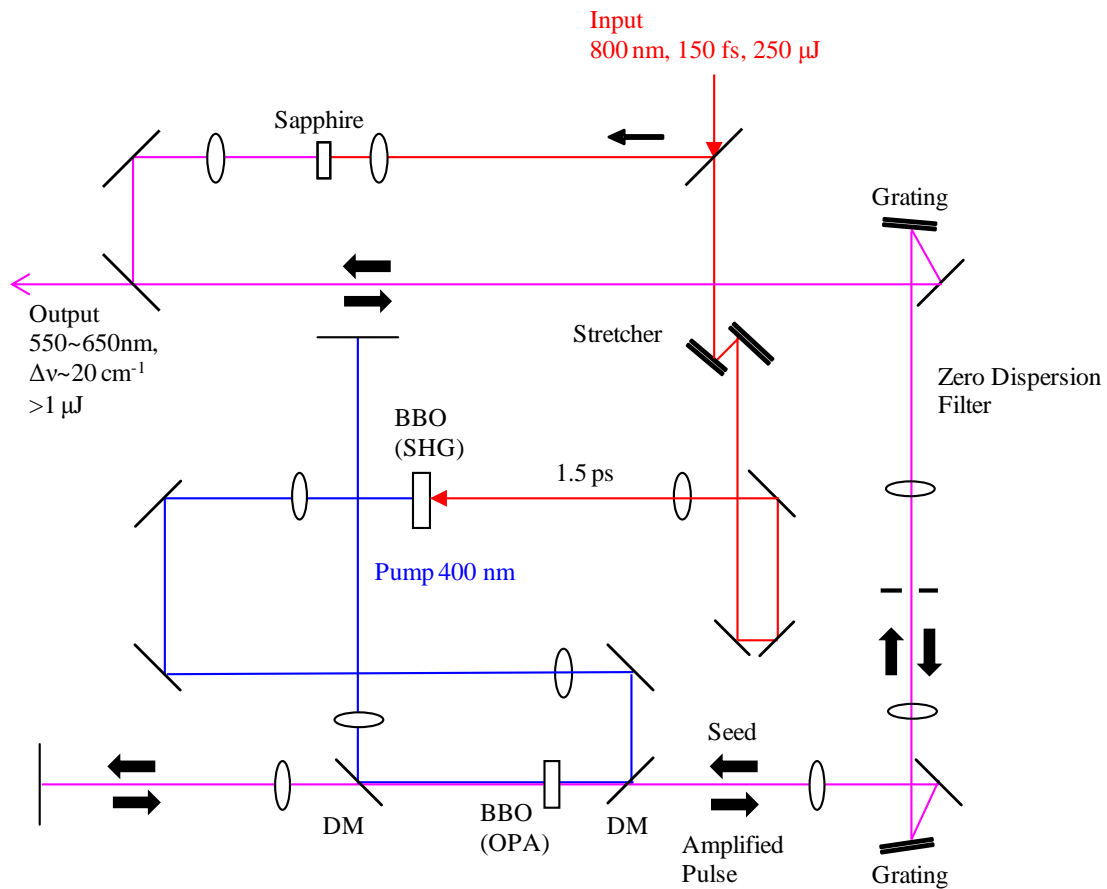 Input
800 nm, 150 fs, 250 µJ
Sapphire
Grating
Output
550~650nm,
Δν~20 cm⁻¹
>1 µJ
Stretcher
Zero Dispersion
Filter
BBO
(SHG)
1.5 ps
Pump 400 nm
Seed
DM
BBO
(OPA)
DM
Amplified
Pulse
Grating